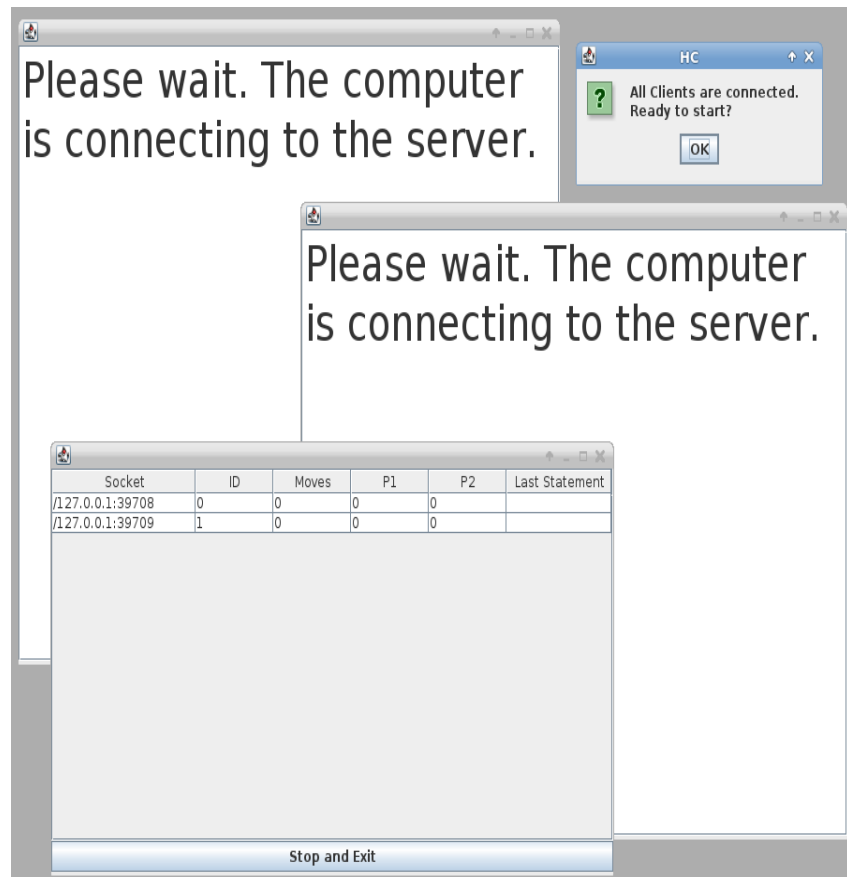 Please wait. The computer
is connecting to the server.
HC
All Clients are connected.
Ready to start?
OK
Please wait. The computer
is connecting to the server.
Socket ID Moves P1 P2 Last Statement
/127.0.0.1:39708 0 0 0 0
/127.0.0.1:39709 1 0 0 0
Stop and Exit